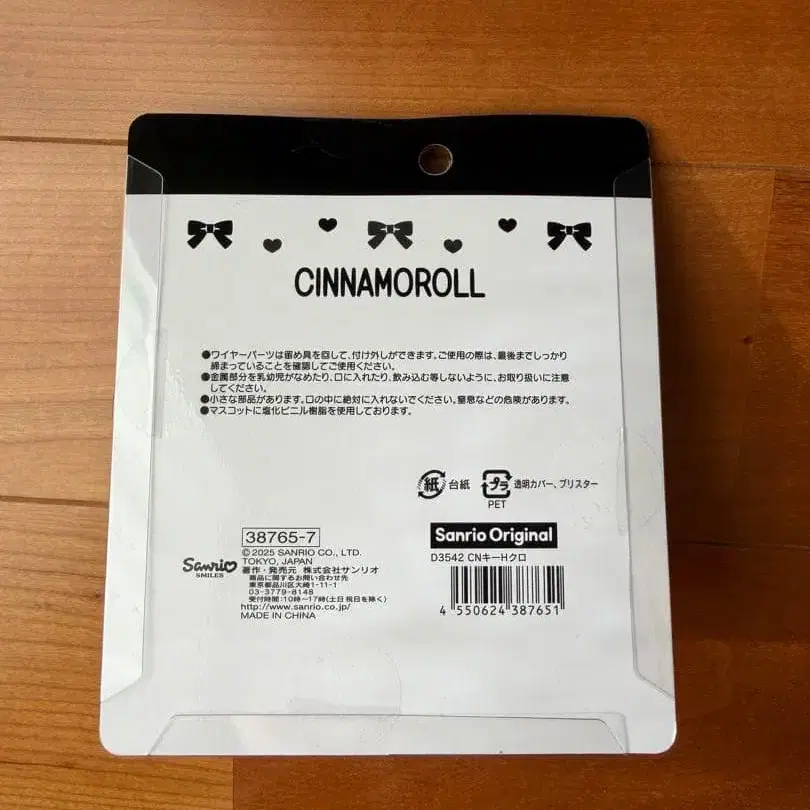 CINNAMOROLL
●ワイヤーパーツは留め具を回して、付け外しができます。ご使用の際は、最後までしっかり
締まっていることを確認してご使用ください。
●金属部分を乳幼児がなめたり、口に入れたり、飲み込む等しないように、お取り扱いに注意
してください。
●小さな部品があります。口の中に絶対に入れないでください。窒息などの危険があります。
●マスコットに塩化ビニル樹脂を使用しております。
紙 台紙 プラ 透明カバー、ブリスター
PET
38765-7
© 2025 SANRIO CO., LTD.
TOKYO, JAPAN
Sanrio
SMILES
著作・発売元 株式会社サンリオ
商品に関するお問い合わせ先
東京都品川区大崎1-11-1
03-3779-8148
受付時間:10時〜17時(土日祝日を除く)
http://www.sanrio.co.jp/
MADE IN CHINA
Sanrio Original
D3542 CNキーHクロ
4 550624 387651